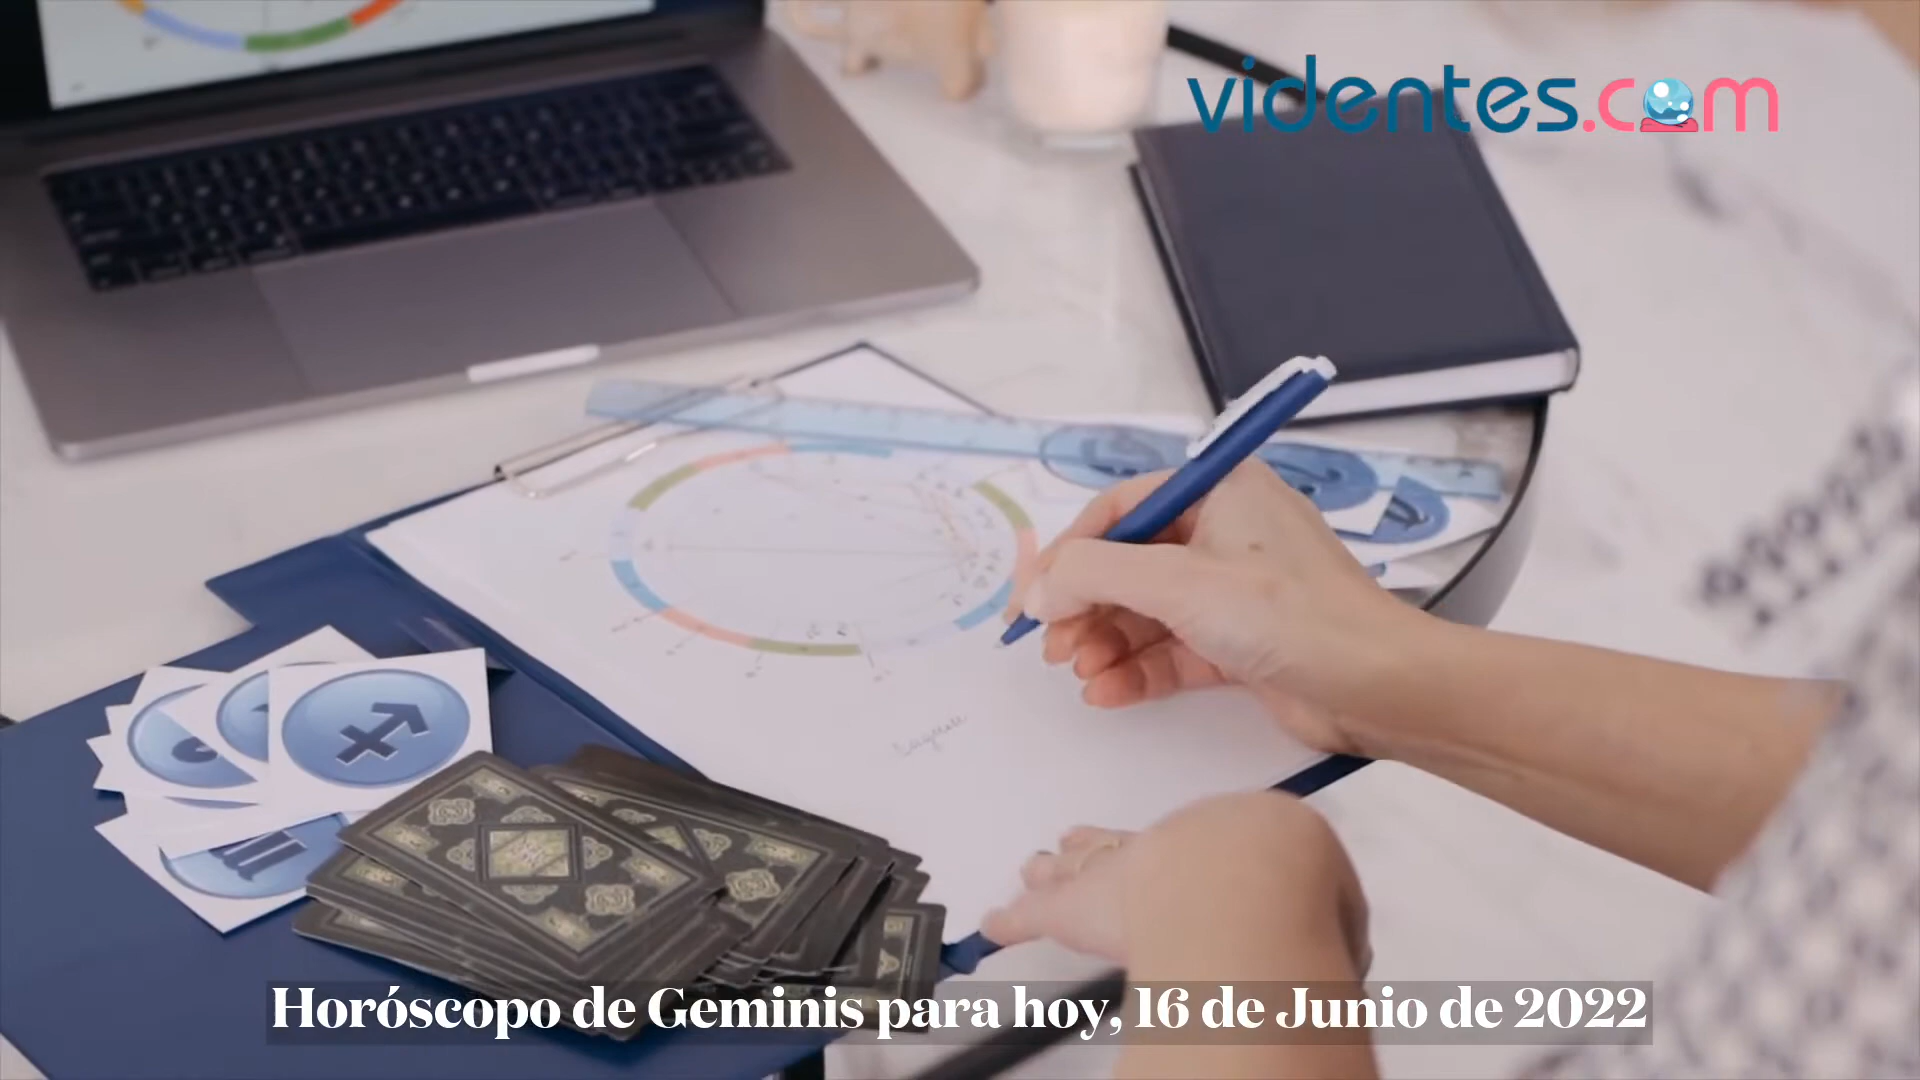 videntes.com
Horóscopo de Geminis para hoy, 16 de Junio de 2022